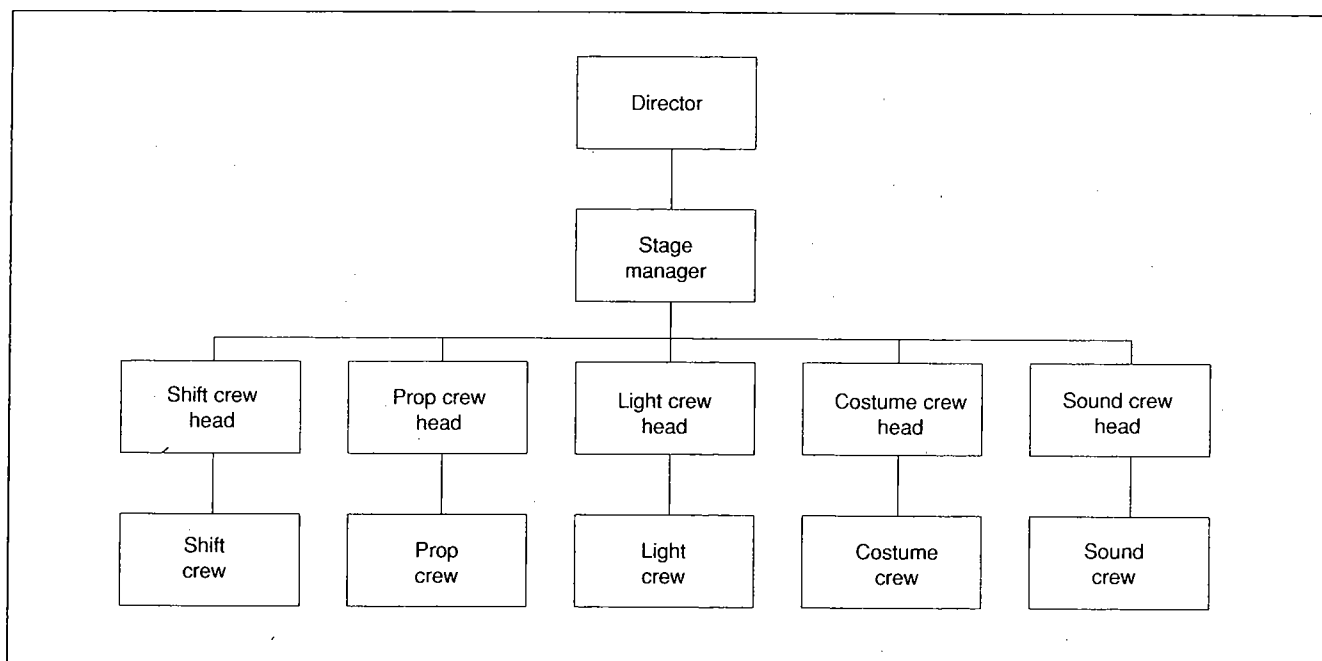 Director
Stage
manager
Shift crew
head
Prop crew
head
Light crew
head
Costume crew
head
Sound crew
head
Shift
crew
Prop
crew
Light
crew
Costume
crew
Sound
crew